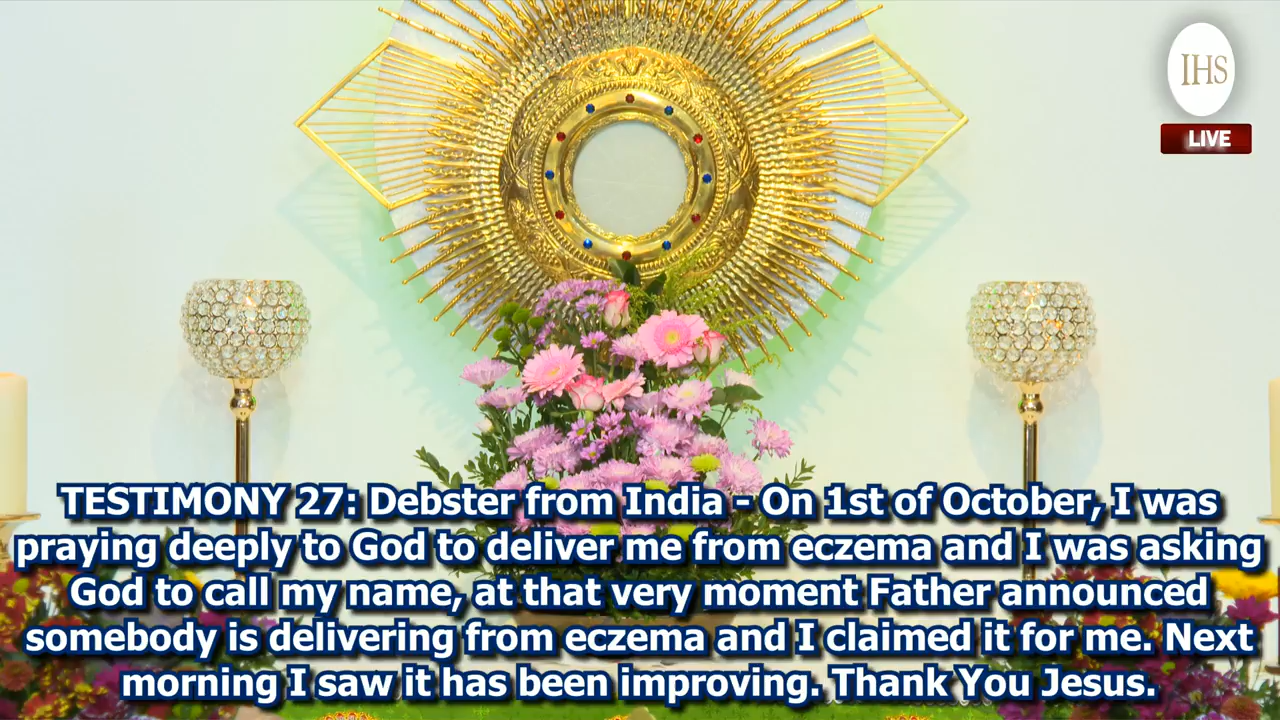 IHS
LIVE
TESTIMONY 27: Debster from India - On 1st of October, I was
praying deeply to God to deliver me from eczema and I was asking
God to call my name, at that very moment Father announced
somebody is delivering from eczema and I claimed it for me. Next
morning I saw it has been improving. Thank You Jesus.